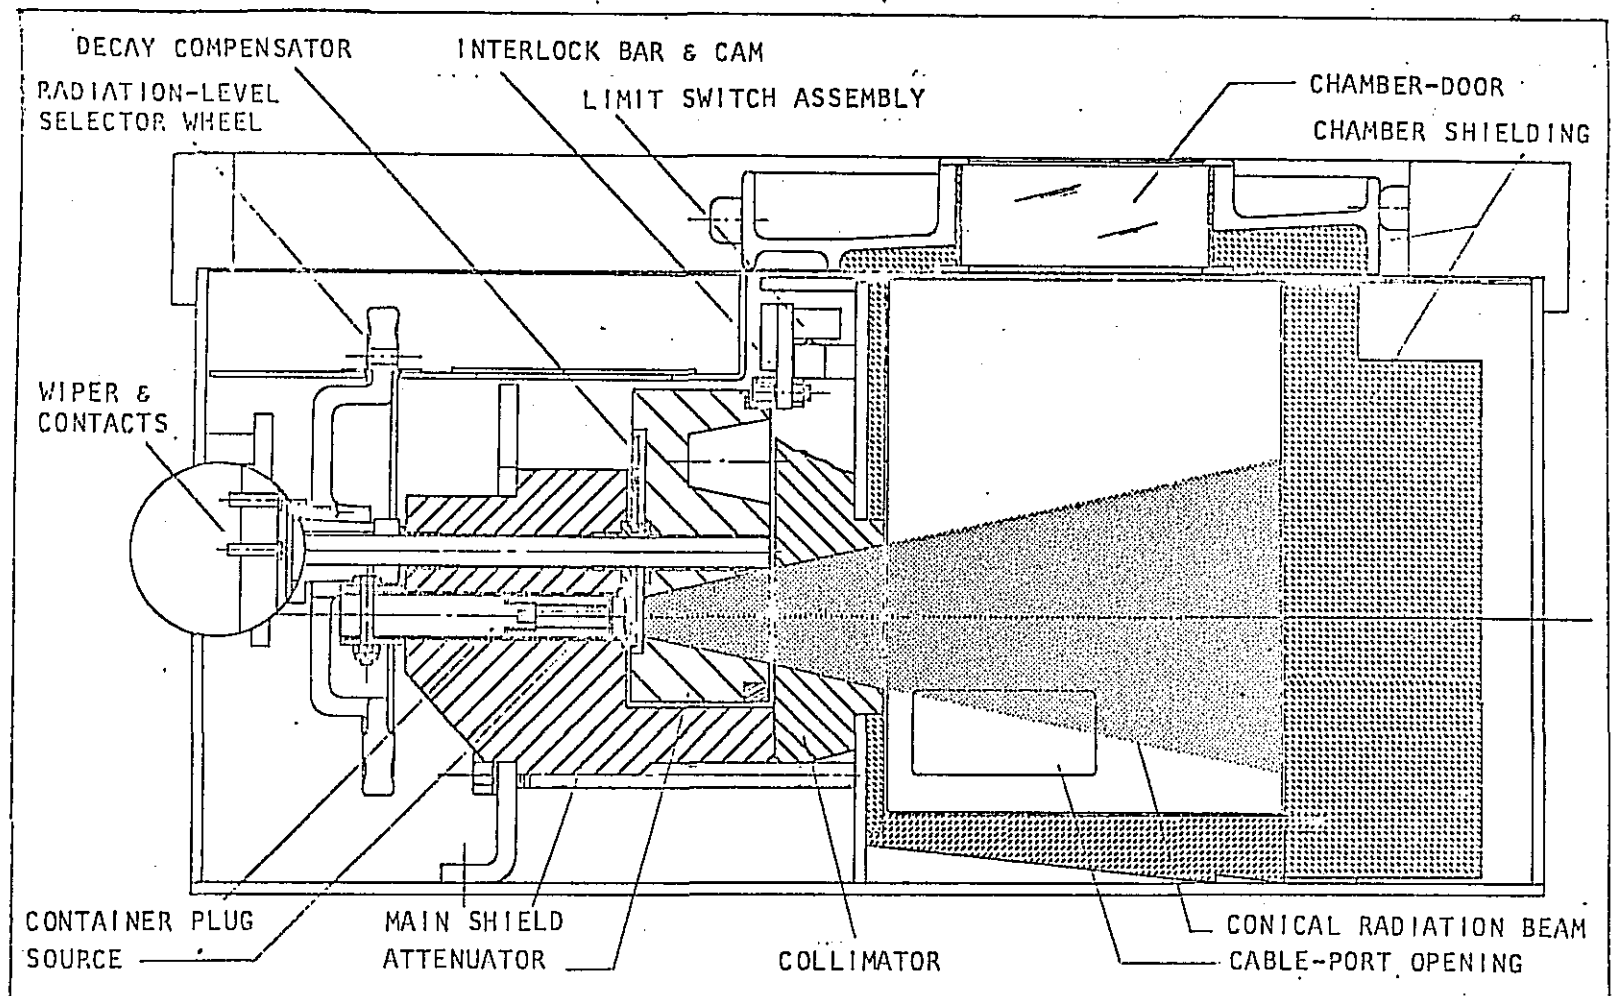 DECAY COMPENSATOR
INTERLOCK BAR & CAM
RADIATION-LEVEL
SELECTOR WHEEL
LIMIT SWITCH ASSEMBLY
CHAMBER-DOOR
CHAMBER SHIELDING
WIPER &
CONTACTS
CONTAINER PLUG
SOURCE
MAIN SHIELD
ATTENUATOR
COLLIMATOR
CONICAL RADIATION BEAM
CABLE-PORT OPENING